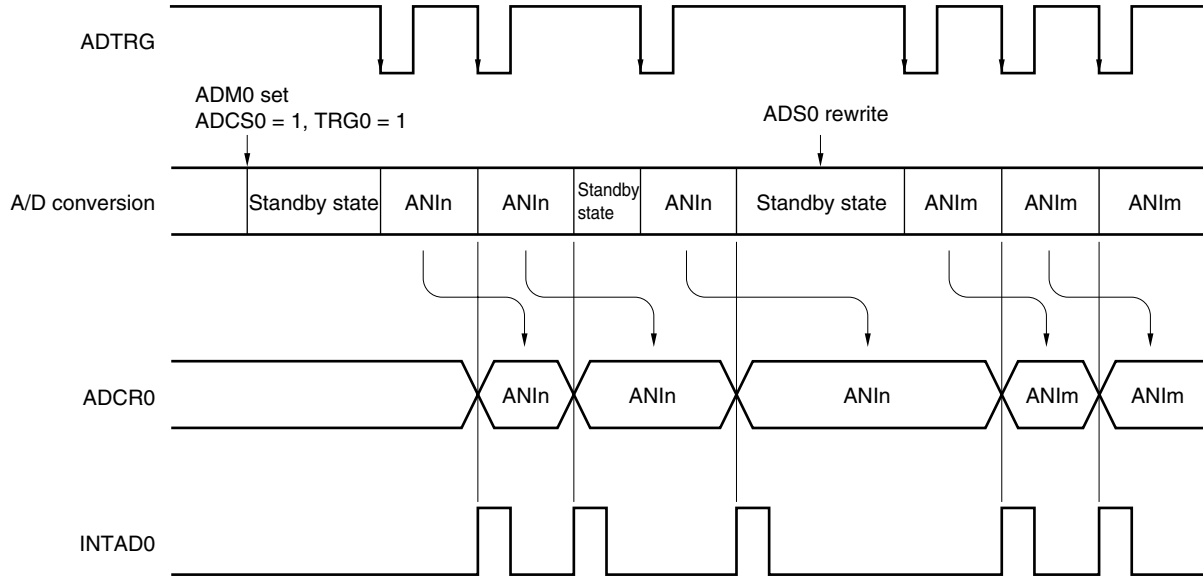 ADTRG
ADM0 set
ADCS0 = 1, TRG0 = 1
ADS0 rewrite
A/D conversion
Standby state
ANIn
ANIn
Standby
state
ANIn
Standby state
ANIm
ANIm
ANIm
ADCR0
ANIn
ANIn
ANIn
ANIm
ANIm
INTAD0